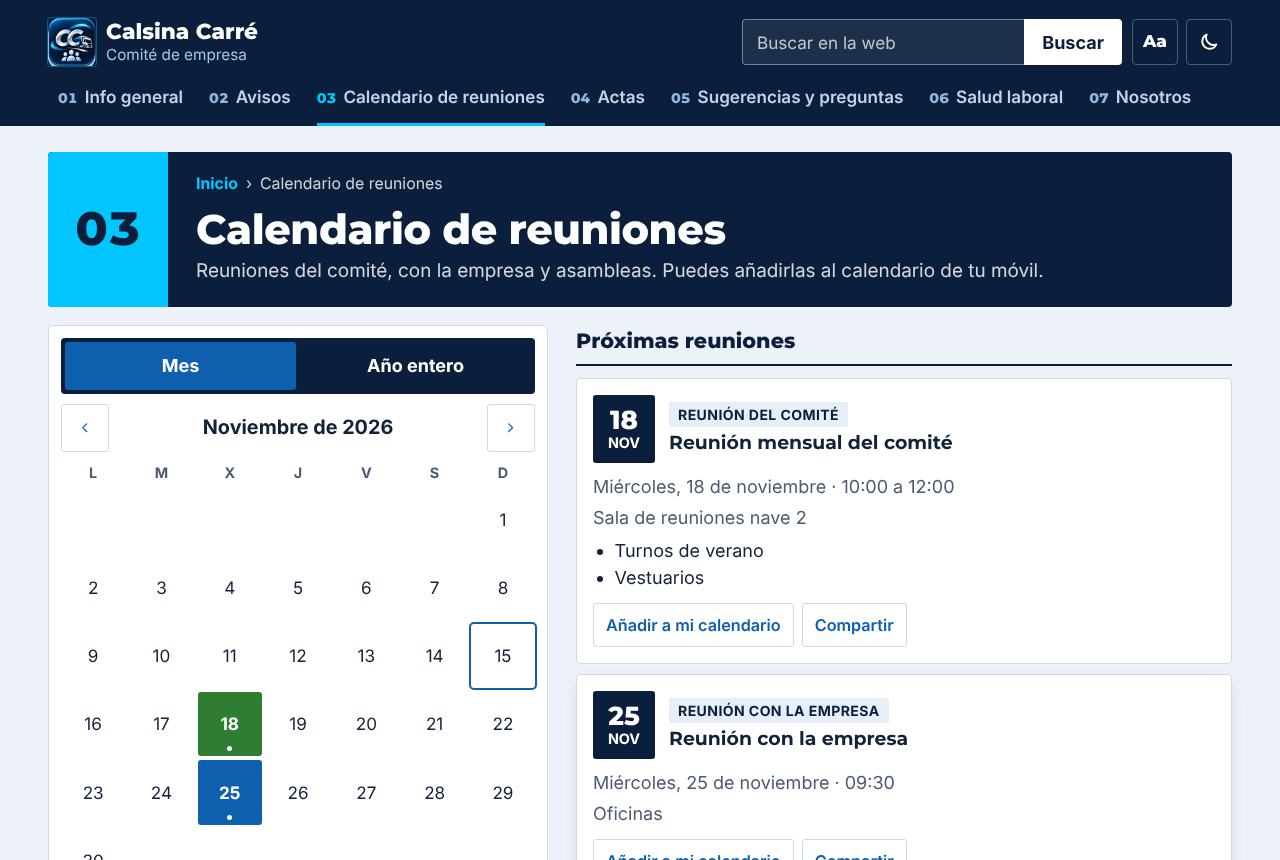 Calsina Carré
Comité de empresa
Buscar en la web
Buscar
Aa
01 Info general
02 Avisos
03 Calendario de reuniones
04 Actas
05 Sugerencias y preguntas
06 Salud laboral
07 Nosotros
03
Inicio › Calendario de reuniones
Calendario de reuniones
Reuniones del comité, con la empresa y asambleas. Puedes añadirlas al calendario de tu móvil.
Mes
Año entero
‹ Noviembre de 2026 ›
L M X J V S D
1
2 3 4 5 6 7 8
9 10 11 12 13 14 15
16 17 18 19 20 21 22
23 24 25 26 27 28 29
30
Próximas reuniones
18
NOV
REUNIÓN DEL COMITÉ
Reunión mensual del comité
Miércoles, 18 de noviembre · 10:00 a 12:00
Sala de reuniones nave 2
• Turnos de verano
• Vestuarios
Añadir a mi calendario
Compartir
25
NOV
REUNIÓN CON LA EMPRESA
Reunión con la empresa
Miércoles, 25 de noviembre · 09:30
Oficinas
Añadir a mi calendario
Compartir